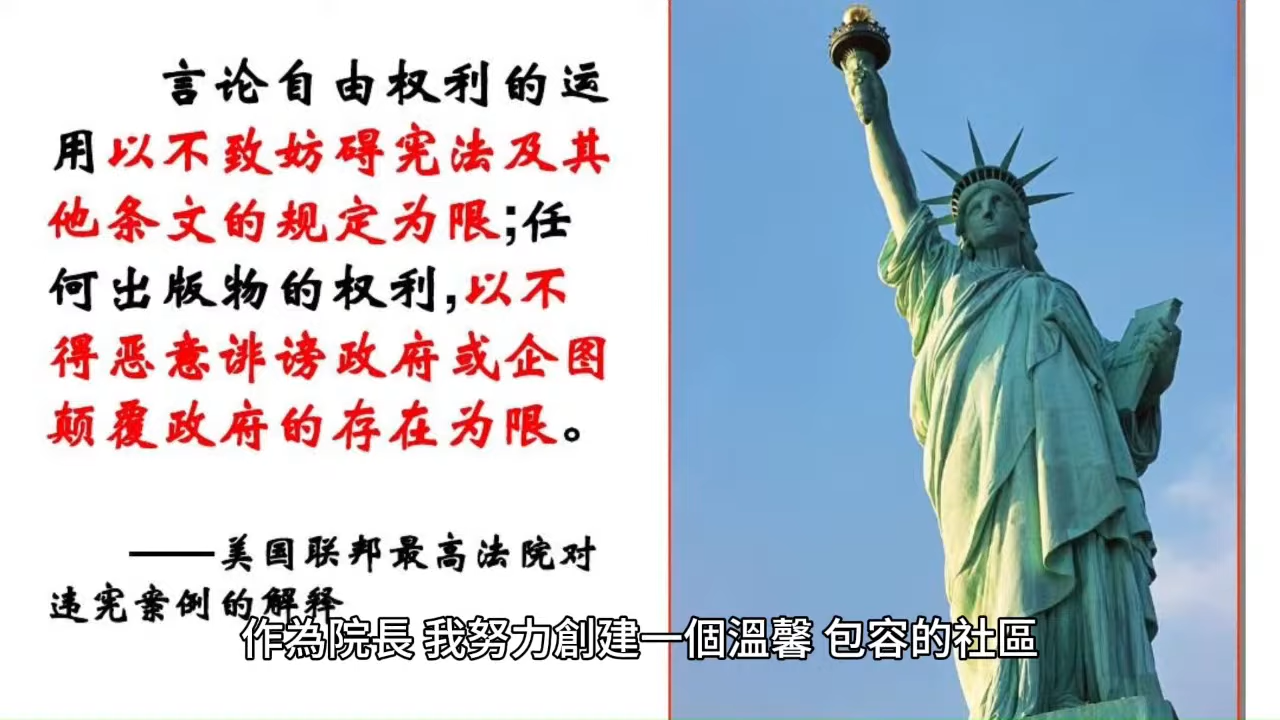 言论自由权利的运
用以不致妨碍宪法及其
他条文的规定为限;任
何出版物的权利,以不
得恶意诽谤政府或企图
颠覆政府的存在为限。
——美国联邦最高法院对
违宪案例的解释
作為院長 我努力創建一個溫馨 包容的社區